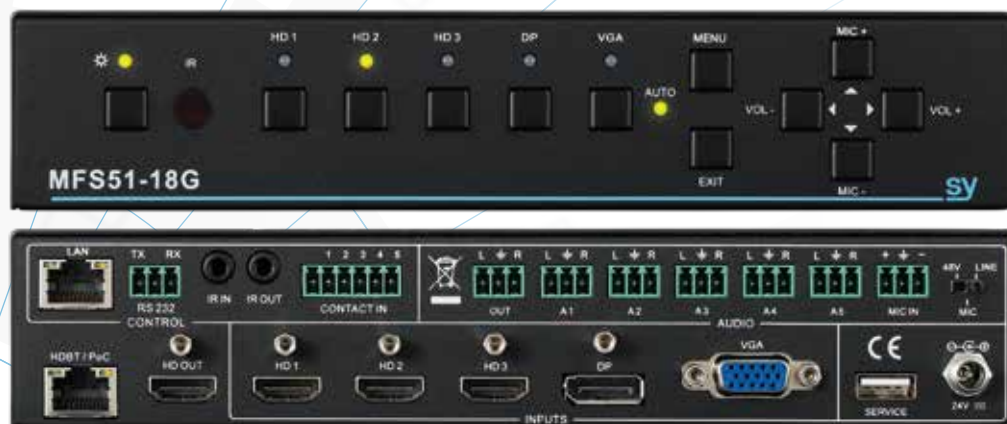 HD 1 HD 2 HD 3 DP VGA MENU MIC +
IR
AUTO VOL - VOL +
EXIT MIC -
MFS51-18G
sy
LAN TX RX 1 2 3 4 5 L R L R L R L R L R L R + - 48V LINE
RS 232 IR IN IR OUT CONTACT IN OUT A1 A2 A3 A4 A5 MIC IN MIC
CONTROL AUDIO
HDBT / PoC HD OUT HD 1 HD 2 HD 3 DP VGA CE
SERVICE 24V
INPUTS